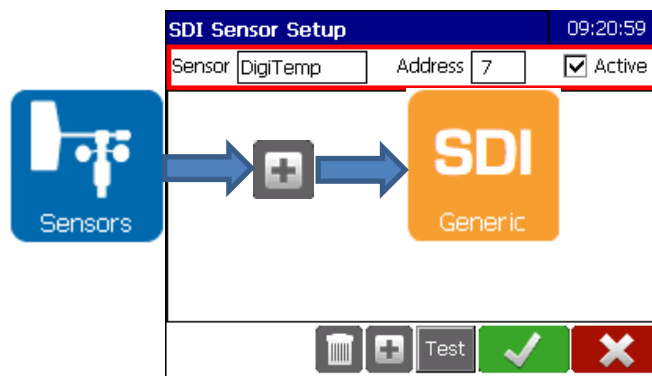 SDI Sensor Setup 09:20:59
Sensor DigiTemp Address 7 Active
SDI
Sensors Generic
Test